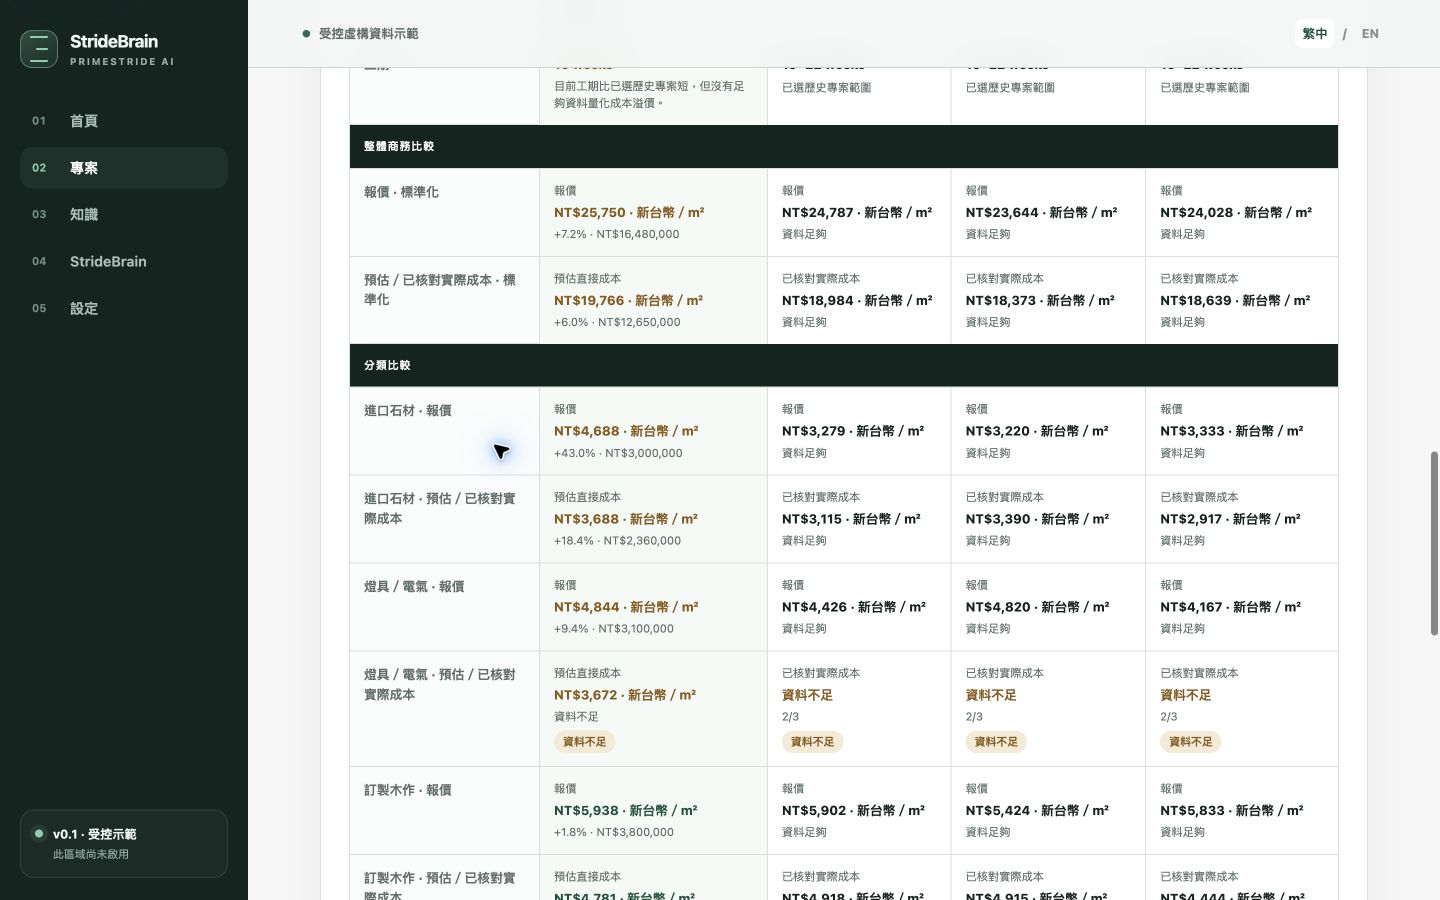 StrideBrain
PRIMESTRIDE AI
01 首頁
02 專案
03 知識
04 StrideBrain
05 設定
v0.1 · 受控示範
此區域尚未啟用
受控虛構資料示範
繁中 / EN
目前工期比已選歷史專案短，但沒有足
夠資料量化成本溢價。
已選歷史專案範圍
已選歷史專案範圍
已選歷史專案範圍
整體商務比較
報價 · 標準化
報價
NT$25,750 · 新台幣 / m²
+7.2% · NT$16,480,000
報價
NT$24,787 · 新台幣 / m²
資料足夠
報價
NT$23,644 · 新台幣 / m²
資料足夠
報價
NT$24,028 · 新台幣 / m²
資料足夠
預估 / 已核對實際成本 · 標
準化
預估直接成本
NT$19,766 · 新台幣 / m²
+6.0% · NT$12,650,000
已核對實際成本
NT$18,984 · 新台幣 / m²
資料足夠
已核對實際成本
NT$18,373 · 新台幣 / m²
資料足夠
已核對實際成本
NT$18,639 · 新台幣 / m²
資料足夠
分類比較
進口石材 · 報價
報價
NT$4,688 · 新台幣 / m²
+43.0% · NT$3,000,000
報價
NT$3,279 · 新台幣 / m²
資料足夠
報價
NT$3,220 · 新台幣 / m²
資料足夠
報價
NT$3,333 · 新台幣 / m²
資料足夠
進口石材 · 預估 / 已核對實
際成本
預估直接成本
NT$3,688 · 新台幣 / m²
+18.4% · NT$2,360,000
已核對實際成本
NT$3,115 · 新台幣 / m²
資料足夠
已核對實際成本
NT$3,390 · 新台幣 / m²
資料足夠
已核對實際成本
NT$2,917 · 新台幣 / m²
資料足夠
燈具 / 電氣 · 報價
報價
NT$4,844 · 新台幣 / m²
+9.4% · NT$3,100,000
報價
NT$4,426 · 新台幣 / m²
資料足夠
報價
NT$4,820 · 新台幣 / m²
資料足夠
報價
NT$4,167 · 新台幣 / m²
資料足夠
燈具 / 電氣 · 預估 / 已核對
實際成本
預估直接成本
NT$3,672 · 新台幣 / m²
資料不足
資料不足
已核對實際成本
資料不足
2/3
資料不足
已核對實際成本
資料不足
2/3
資料不足
已核對實際成本
資料不足
2/3
資料不足
訂製木作 · 報價
報價
NT$5,938 · 新台幣 / m²
+1.8% · NT$3,800,000
報價
NT$5,902 · 新台幣 / m²
資料足夠
報價
NT$5,424 · 新台幣 / m²
資料足夠
報價
NT$5,833 · 新台幣 / m²
資料足夠
訂製木作 · 預估 / 已核對實
際成本
預估直接成本
NT$4,781 · 新台幣 / m²
已核對實際成本
NT$4,918 · 新台幣 / m²
已核對實際成本
NT$4,915 · 新台幣 / m²
已核對實際成本
NT$4,444 · 新台幣 / m²